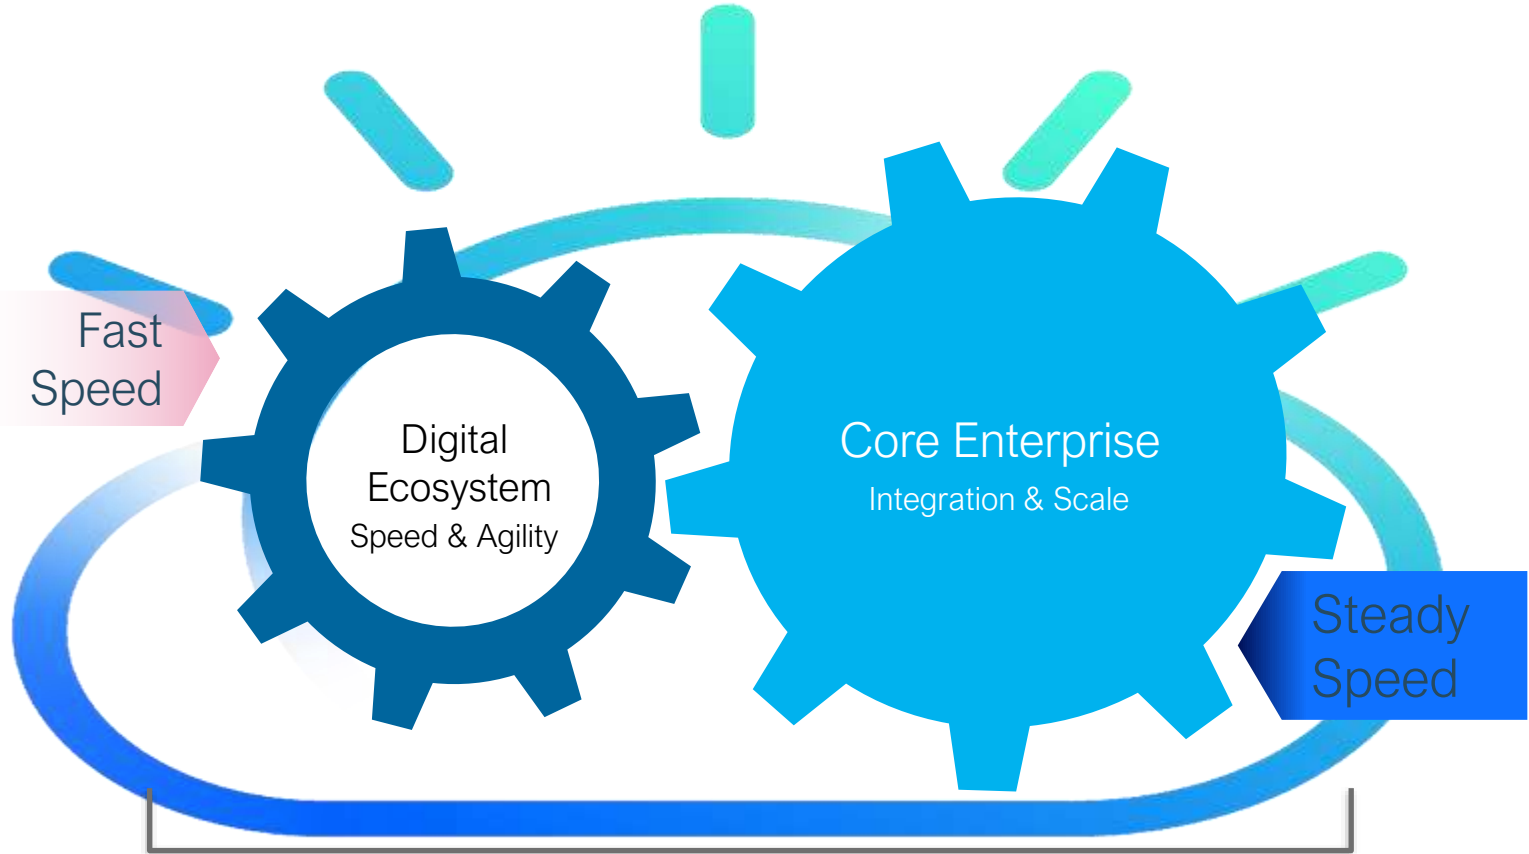 Fast
Speed
Digital
Ecosystem
Speed & Agility
Core Enterprise
Integration & Scale
Steady
Speed